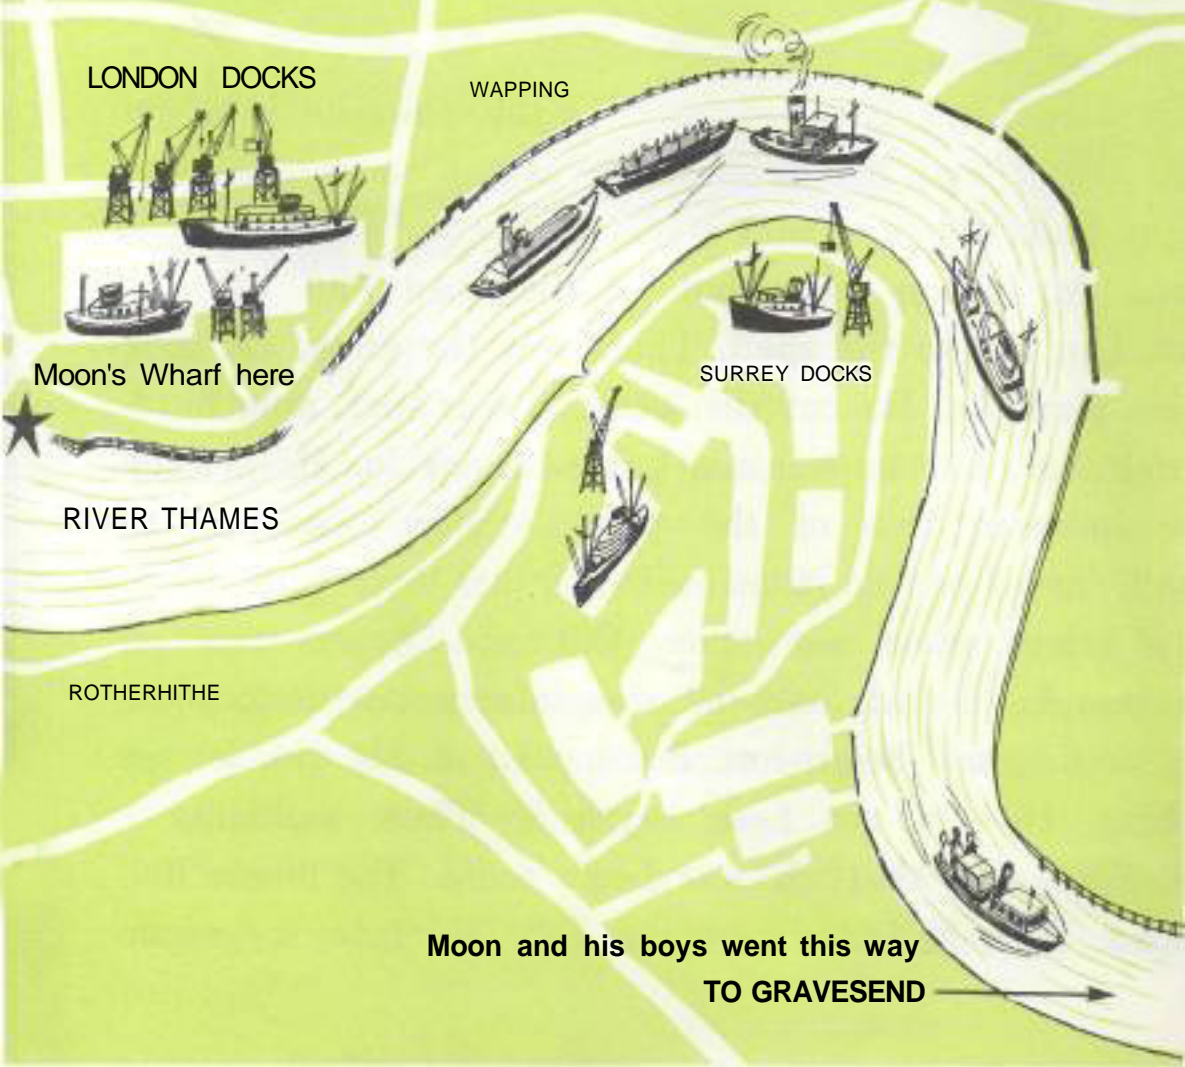 LONDON DOCKS
WAPPING
Moon's Wharf here
SURREY DOCKS
RIVER THAMES
ROTHERHITHE
Moon and his boys went this way
TO GRAVESEND